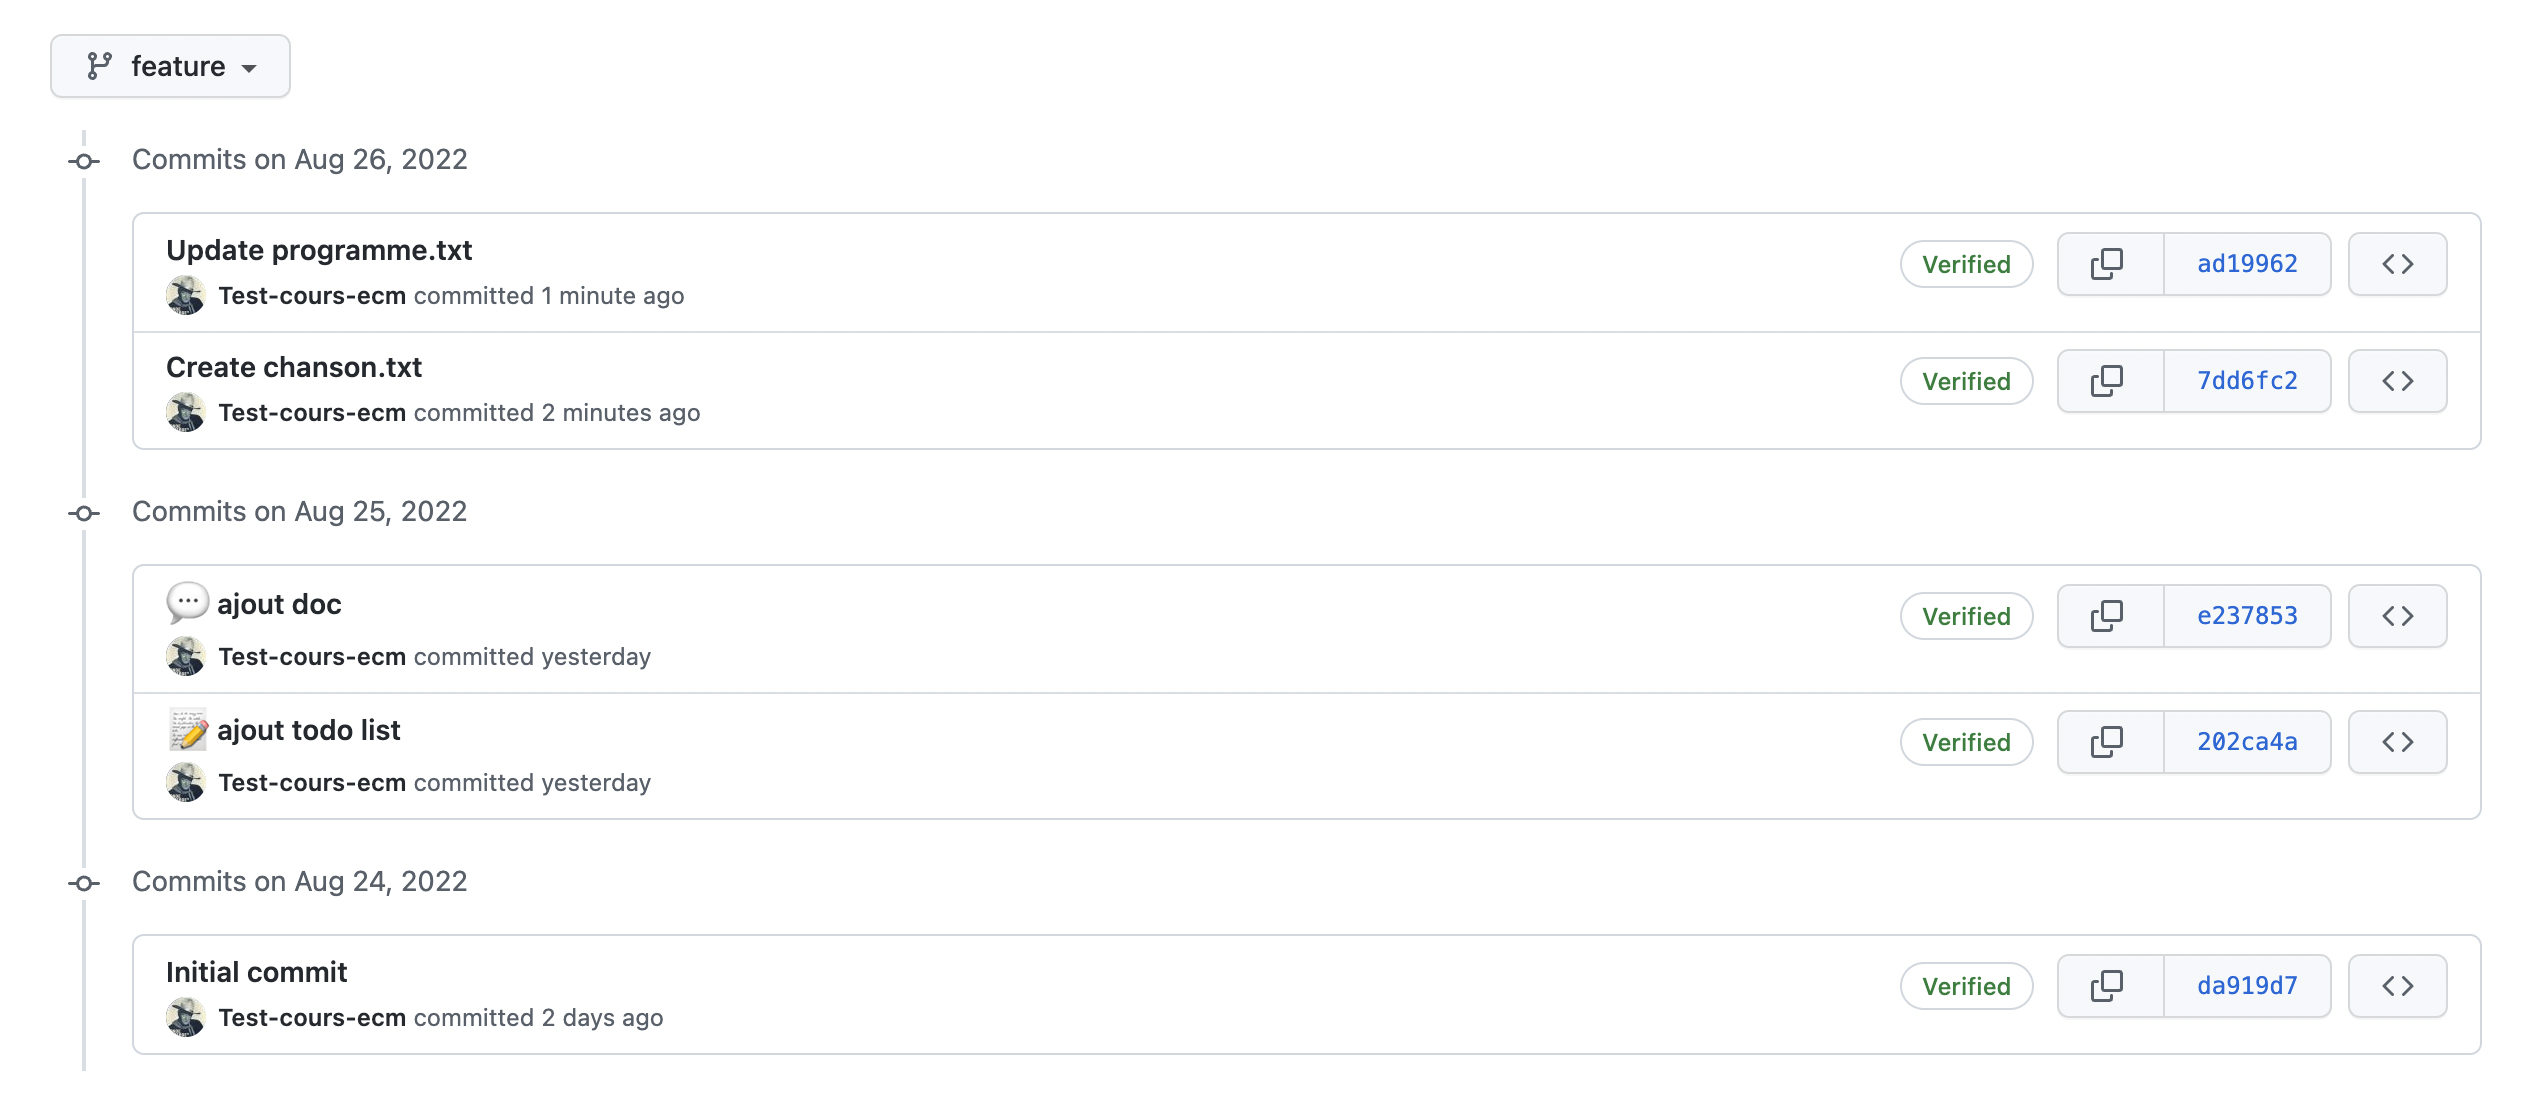 feature
Commits on Aug 26, 2022
Update programme.txt
Verified
ad19962
Test-cours-ecm committed 1 minute ago
Create chanson.txt
Verified
7dd6fc2
Test-cours-ecm committed 2 minutes ago
Commits on Aug 25, 2022
💬 ajout doc
Verified
e237853
Test-cours-ecm committed yesterday
📝 ajout todo list
Verified
202ca4a
Test-cours-ecm committed yesterday
Commits on Aug 24, 2022
Initial commit
Verified
da919d7
Test-cours-ecm committed 2 days ago